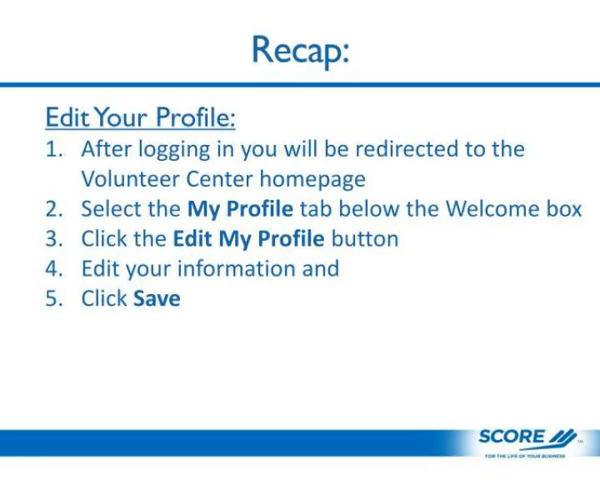 Recap:
Edit Your Profile:
1. After logging in you will be redirected to the
Volunteer Center homepage
2. Select the My Profile tab below the Welcome box
3. Click the Edit My Profile button
4. Edit your information and
5. Click Save
SCORE
FOR THE LIFE OF YOUR BUSINESS